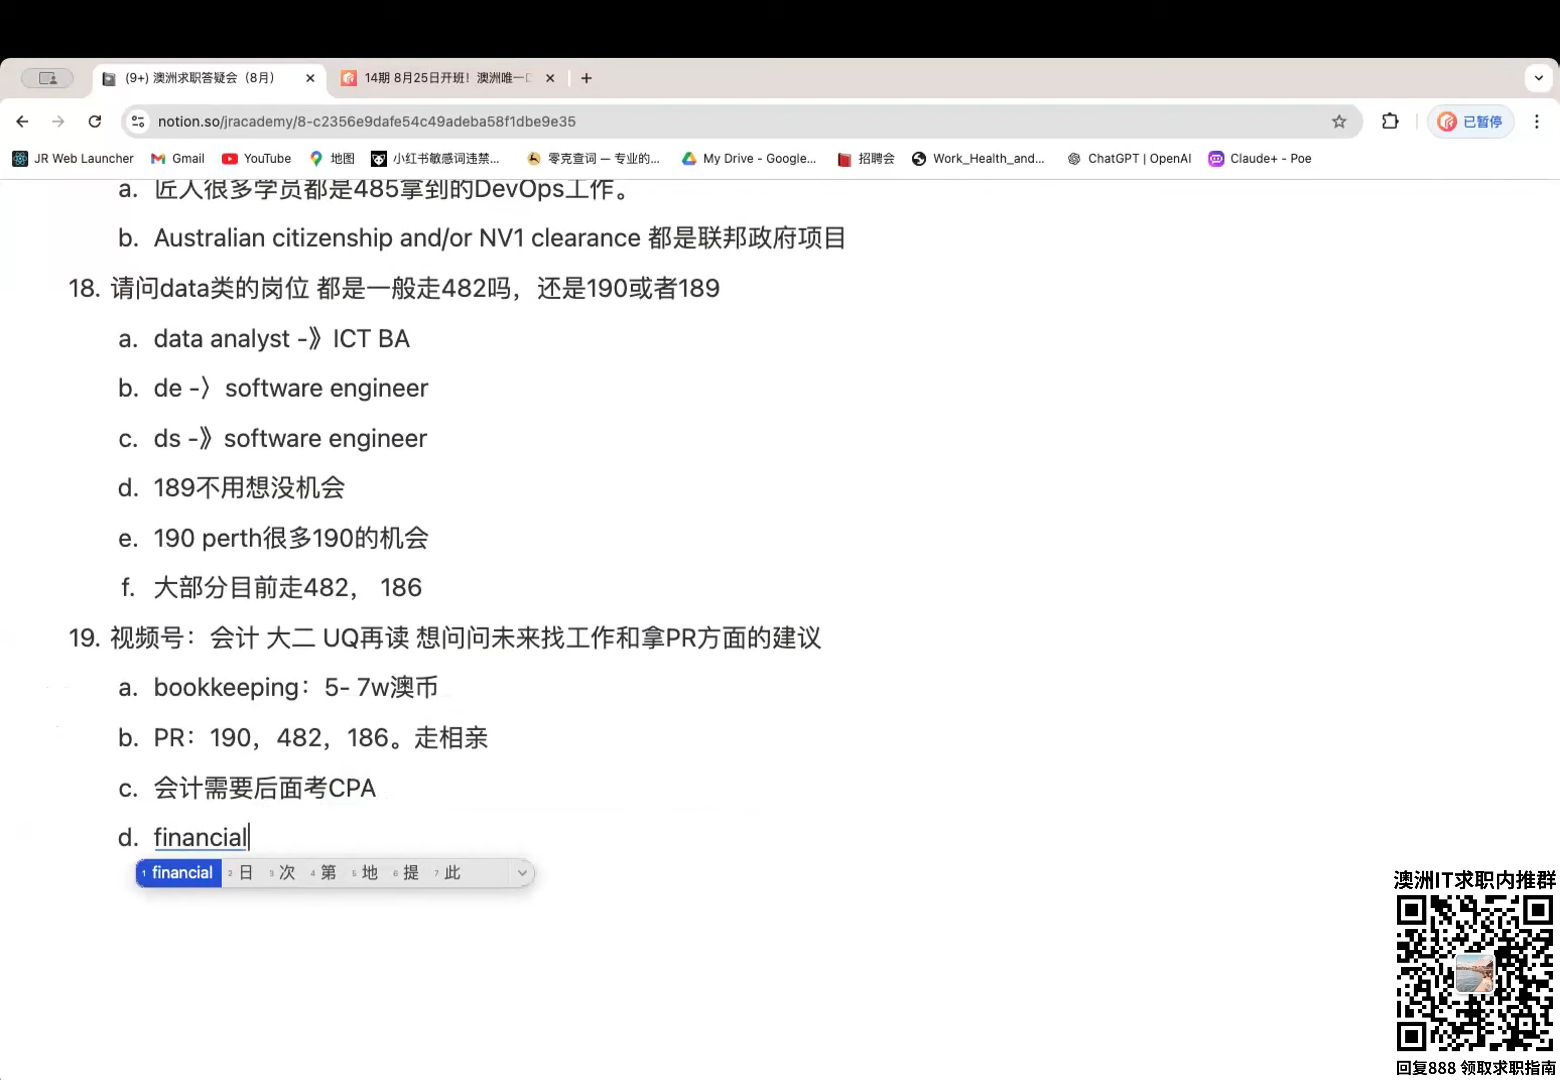 (9+) 澳洲求职答疑会（8月）
14期 8月25日开班！澳洲唯一
notion.so/jracademy/8-c2356e9dafe54c49adeba58f1dbe9e35
已暂停
JR Web Launcher
Gmail
YouTube
地图
小红书敏感词违禁...
零克查词 — 专业的...
My Drive - Google...
招聘会
Work_Health_and...
ChatGPT | OpenAI
Claude+ - Poe
a. 匠人很多学员都是485拿到的DevOps工作。
b. Australian citizenship and/or NV1 clearance 都是联邦政府项目
18. 请问data类的岗位 都是一般走482吗，还是190或者189
a. data analyst -》ICT BA
b. de -〉software engineer
c. ds -》software engineer
d. 189不用想没机会
e. 190 perth很多190的机会
f. 大部分目前走482， 186
19. 视频号：会计 大二 UQ再读 想问问未来找工作和拿PR方面的建议
a. bookkeeping：5- 7w澳币
b. PR：190，482，186。走相亲
c. 会计需要后面考CPA
d. financial
1 financial 2 日 3 次 4 第 5 地 6 提 7 此
澳洲IT求职内推群
回复888 领取求职指南